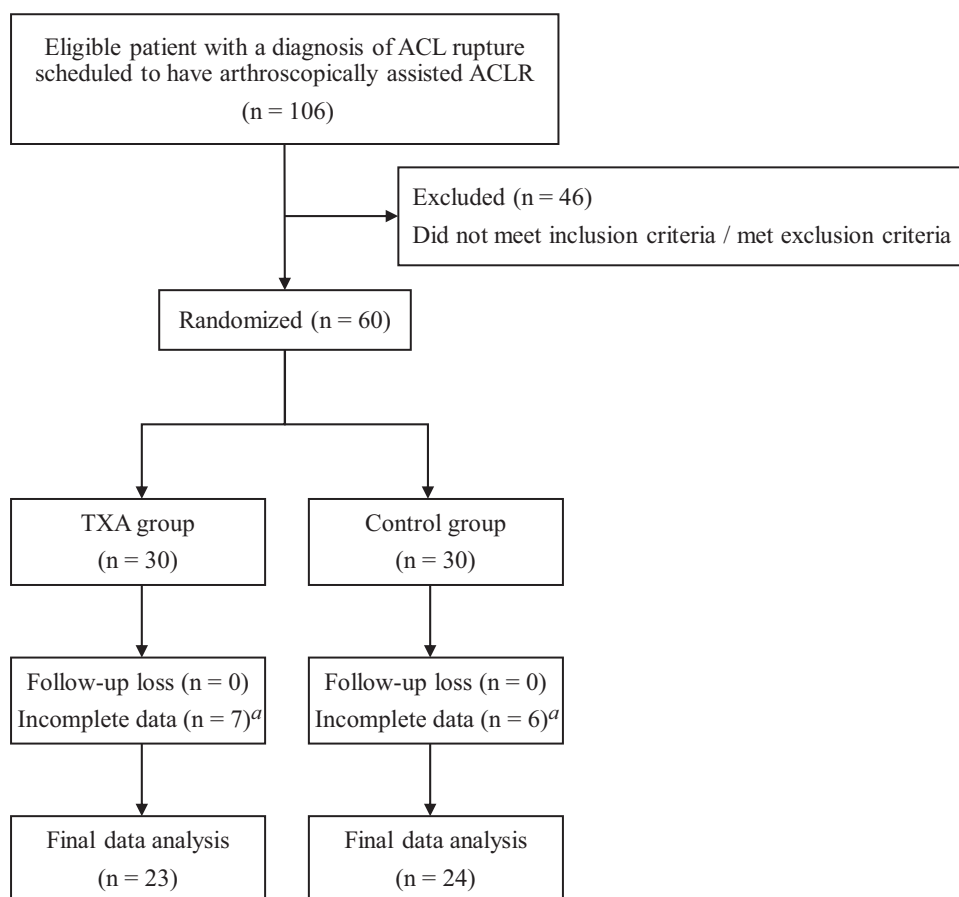 Eligible patient with a diagnosis of ACL rupture
scheduled to have arthroscopically assisted ACLR
(n = 106)
Excluded (n = 46)
Did not meet inclusion criteria / met exclusion criteria
Randomized (n = 60)
TXA group
(n = 30)
Control group
(n = 30)
Follow-up loss (n = 0)
Incomplete data (n = 7)a
Follow-up loss (n = 0)
Incomplete data (n = 6)a
Final data analysis
(n = 23)
Final data analysis
(n = 24)